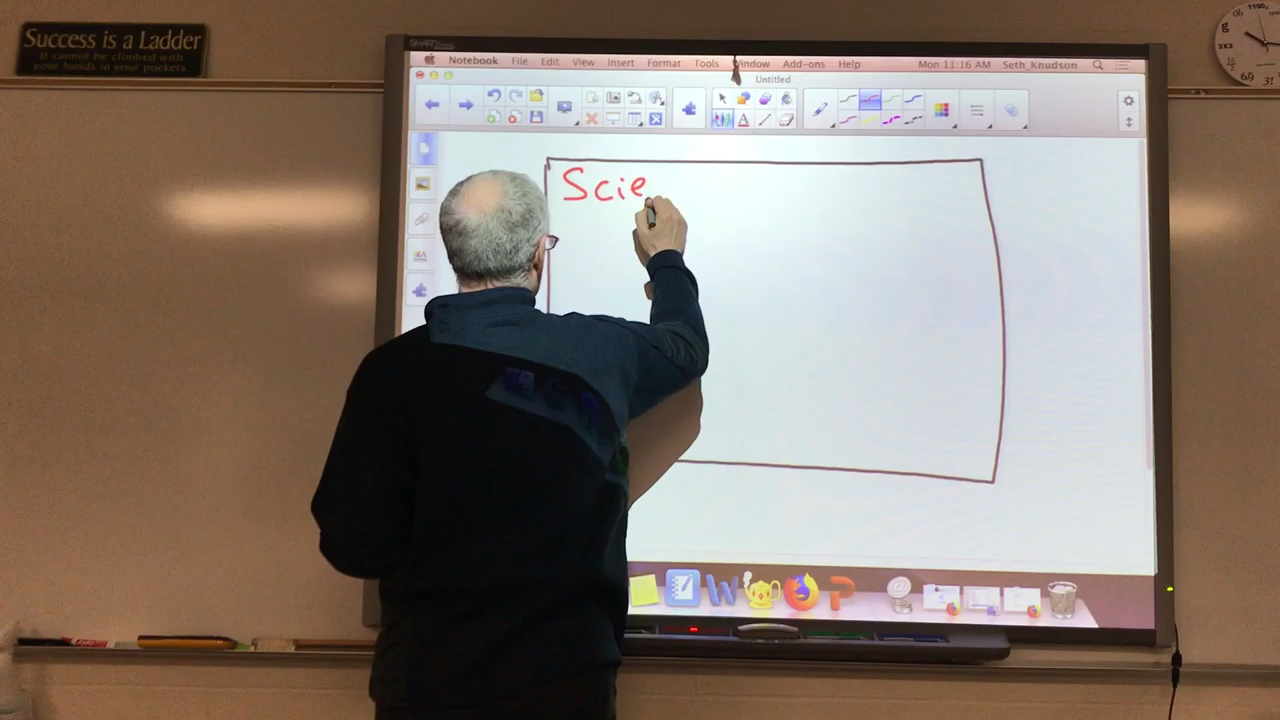 Success is a Ladder
It cannot be climbed with
your hands in your pockets
SMART
Notebook File Edit View Insert Format Tools Window Add-ons Help Mon 11:16 AM Seth_Knudson
Untitled
Scie